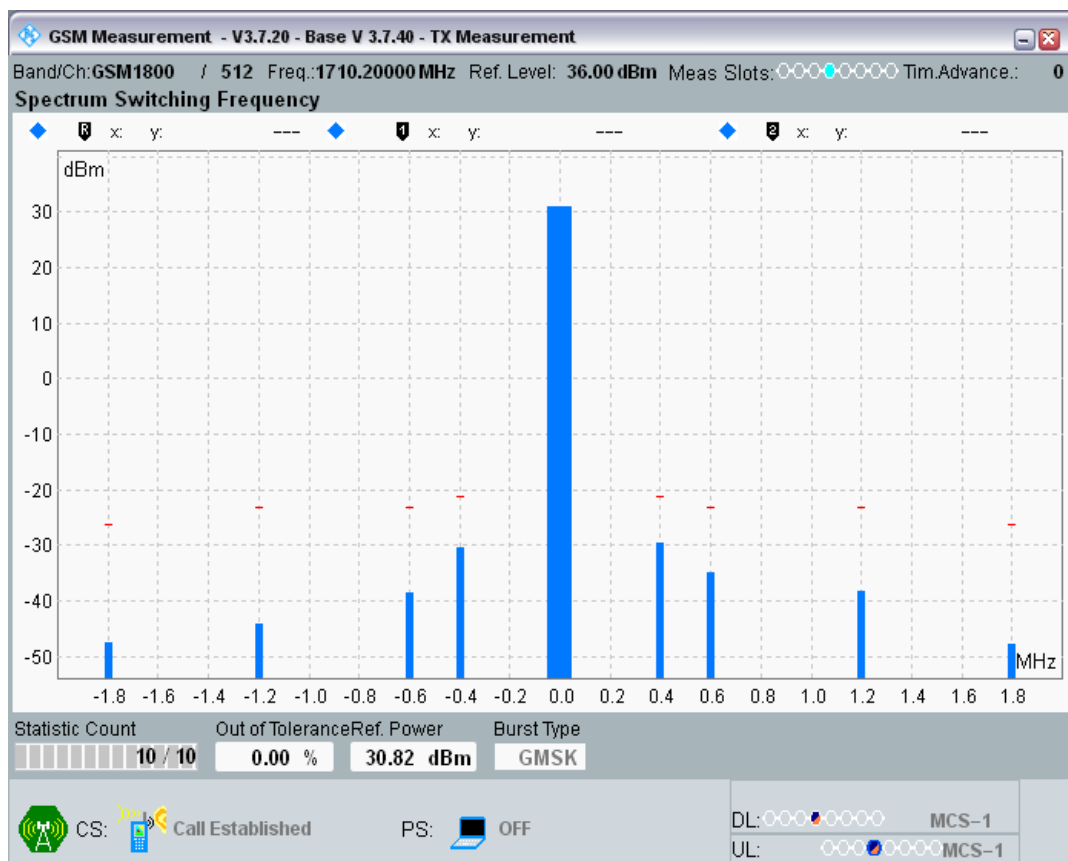 GSM Measurement - V3.7.20 - Base V 3.7.40 - TX Measurement
Band/Ch:GSM1800 / 512 Freq.:1710.20000 MHz Ref. Level: 36.00 dBm Meas Slots: Tim.Advance.: 0
Spectrum Switching Frequency
R x: y: --- 1 x: y: --- 2 x: y: ---
dBm
30
20
10
0
-10
-20
-30
-40
-50
MHz
-1.8 -1.6 -1.4 -1.2 -1.0 -0.8 -0.6 -0.4 -0.2 0.0 0.2 0.4 0.6 0.8 1.0 1.2 1.4 1.6 1.8
Statistic Count Out of Tolerance Ref. Power Burst Type
10 / 10 0.00 % 30.82 dBm GMSK
CS: Call Established PS: OFF
DL: MCS-1
UL: MCS-1